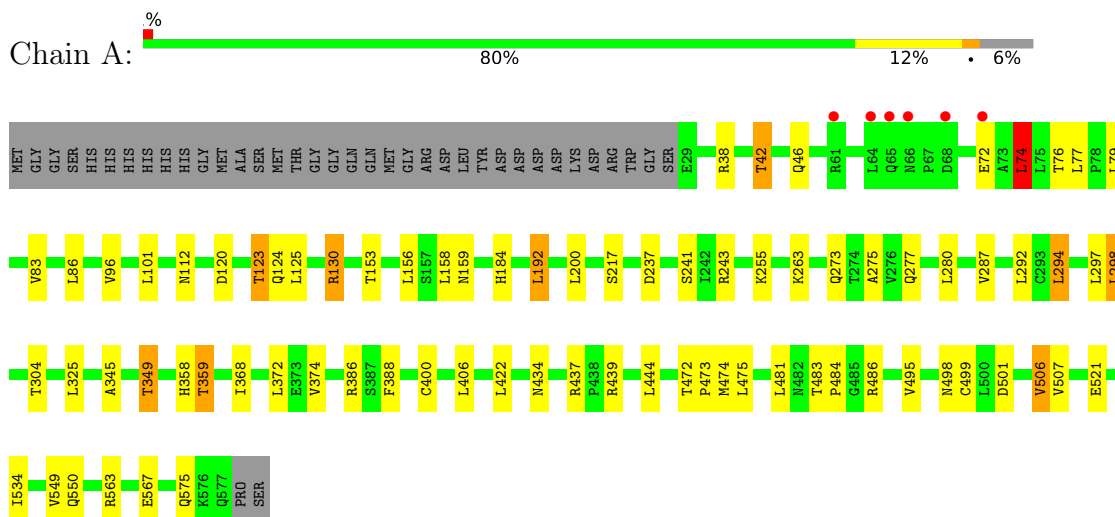 .%
Chain A:
80% 12% • 6%
MET GLY GLY SER HIS HIS HIS HIS HIS HIS GLY MET ALA SER MET THR GLY GLY GLN GLN MET GLY ARG ASP LEU TYR ASP ASP ASP ASP LYS ASP ARG TRP GLY SER E29 R38 T42 Q46 R61 L64 Q65 N66 P67 D68 E72 A73 L74 L75 T76 L77 P78 L79
V83 L86 V96 L101 N112 D120 T123 Q124 L125 R130 T153 L156 S157 L158 N159 H184 L192 L200 S217 D237 S241 I242 R243 K255 K263 Q273 T274 A275 V276 Q277 L280 V287 L292 C293 L294 L297 L298
T304 L325 A345 T349 H358 T359 I368 L372 E373 V374 R386 S387 F388 C400 L406 L422 N434 R437 P438 R439 L444 T472 P473 M474 L475 L481 N482 T483 P484 G485 R486 V495 N498 C499 L500 D501 V506 V507 E521
I534 V549 Q550 R563 E567 Q575 K576 Q577 PRO SER